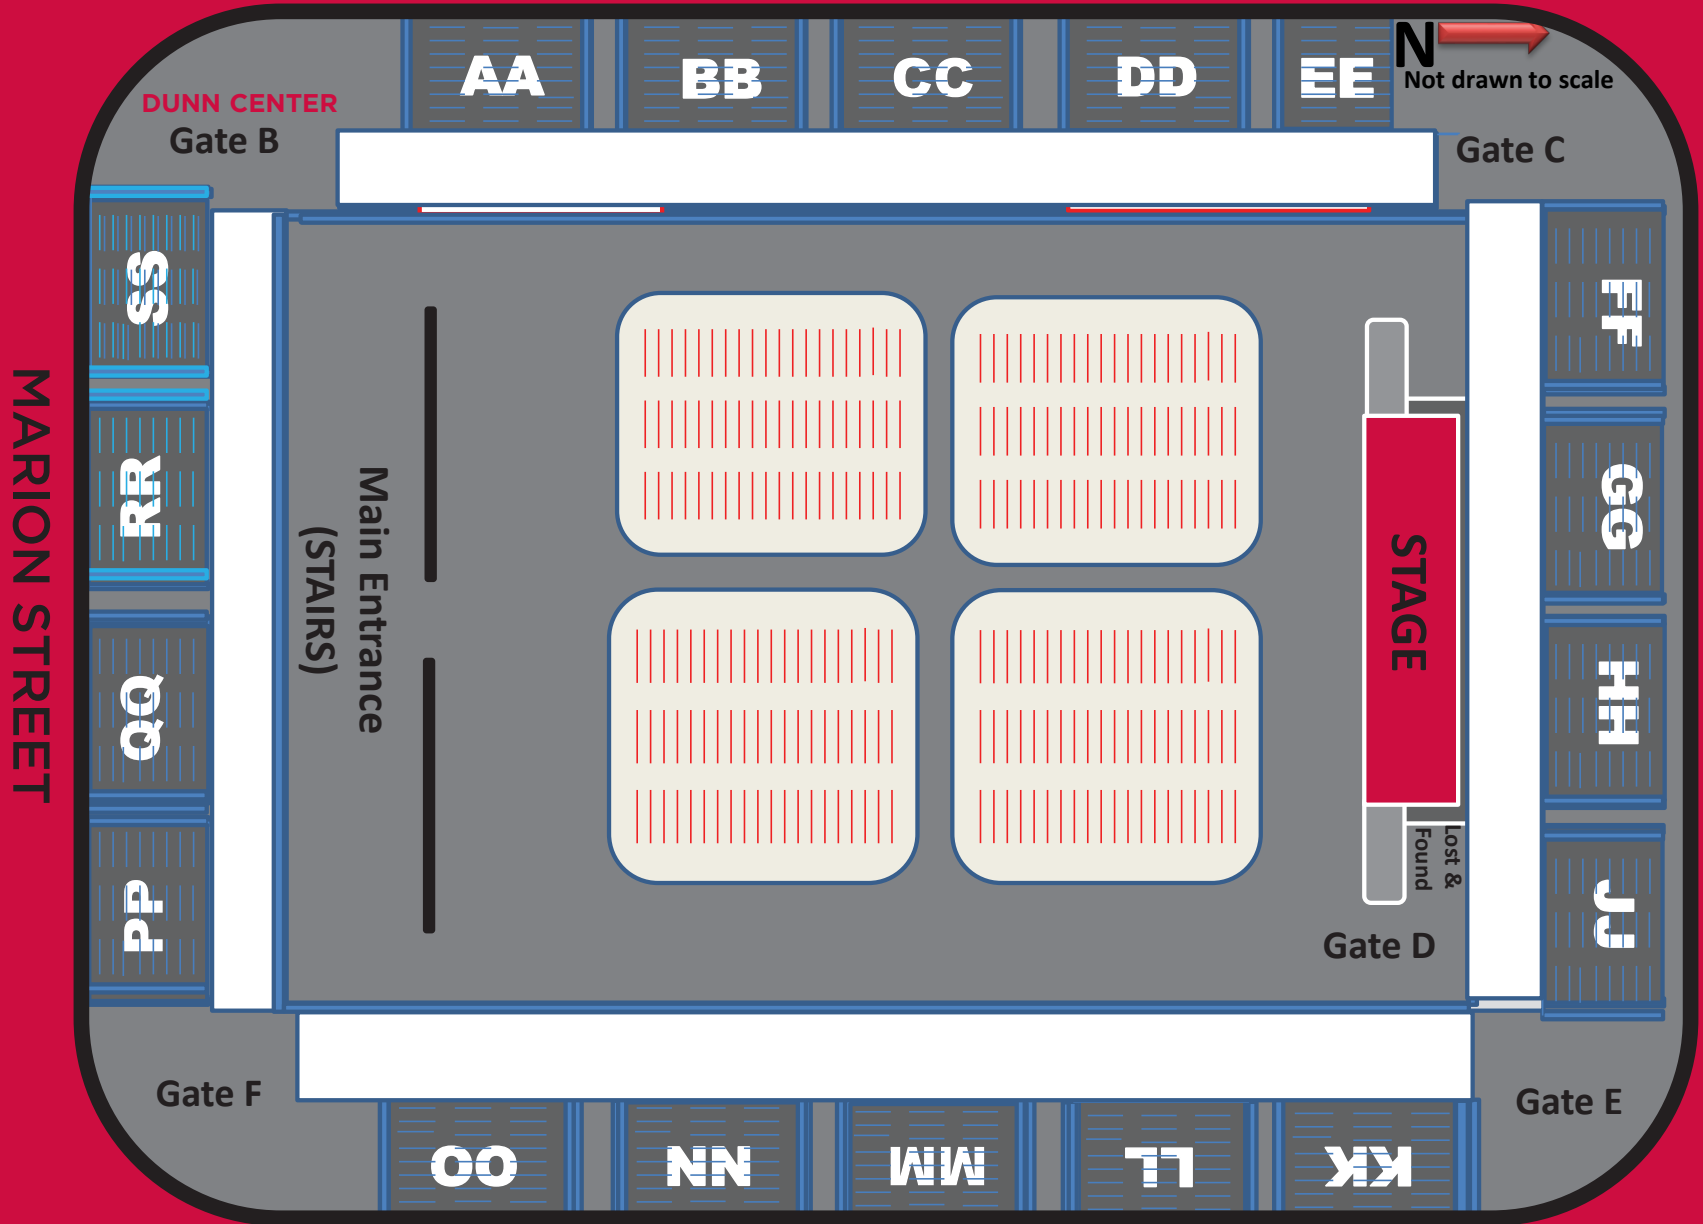 AA
BB
CC
DD
EE
N
Not drawn to scale
DUNN CENTER
Gate B
Gate C
SS
RR
QQ
PP
MARION STREET
Main Entrance
(STAIRS)
STAGE
Lost &
Found
Gate D
FF
GG
HH
JJ
Gate F
Gate E
OO
NN
MM
LL
KK